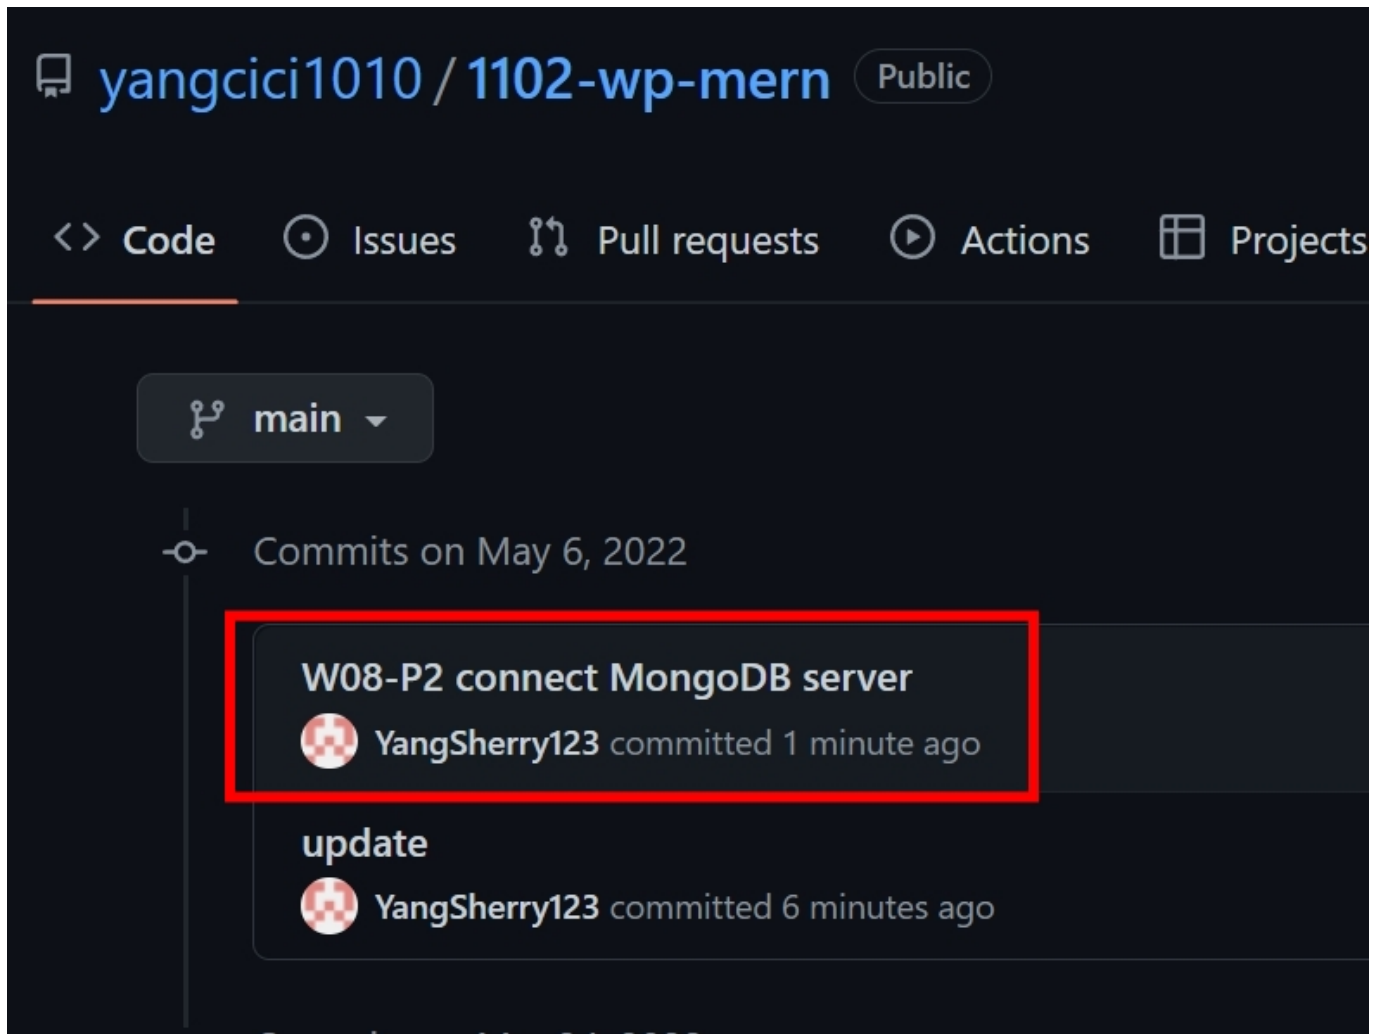 yangcici1010 / 1102-wp-mern Public
Code Issues Pull requests Actions Projects
main
Commits on May 6, 2022
W08-P2 connect MongoDB server
YangSherry123 committed 1 minute ago
update
YangSherry123 committed 6 minutes ago